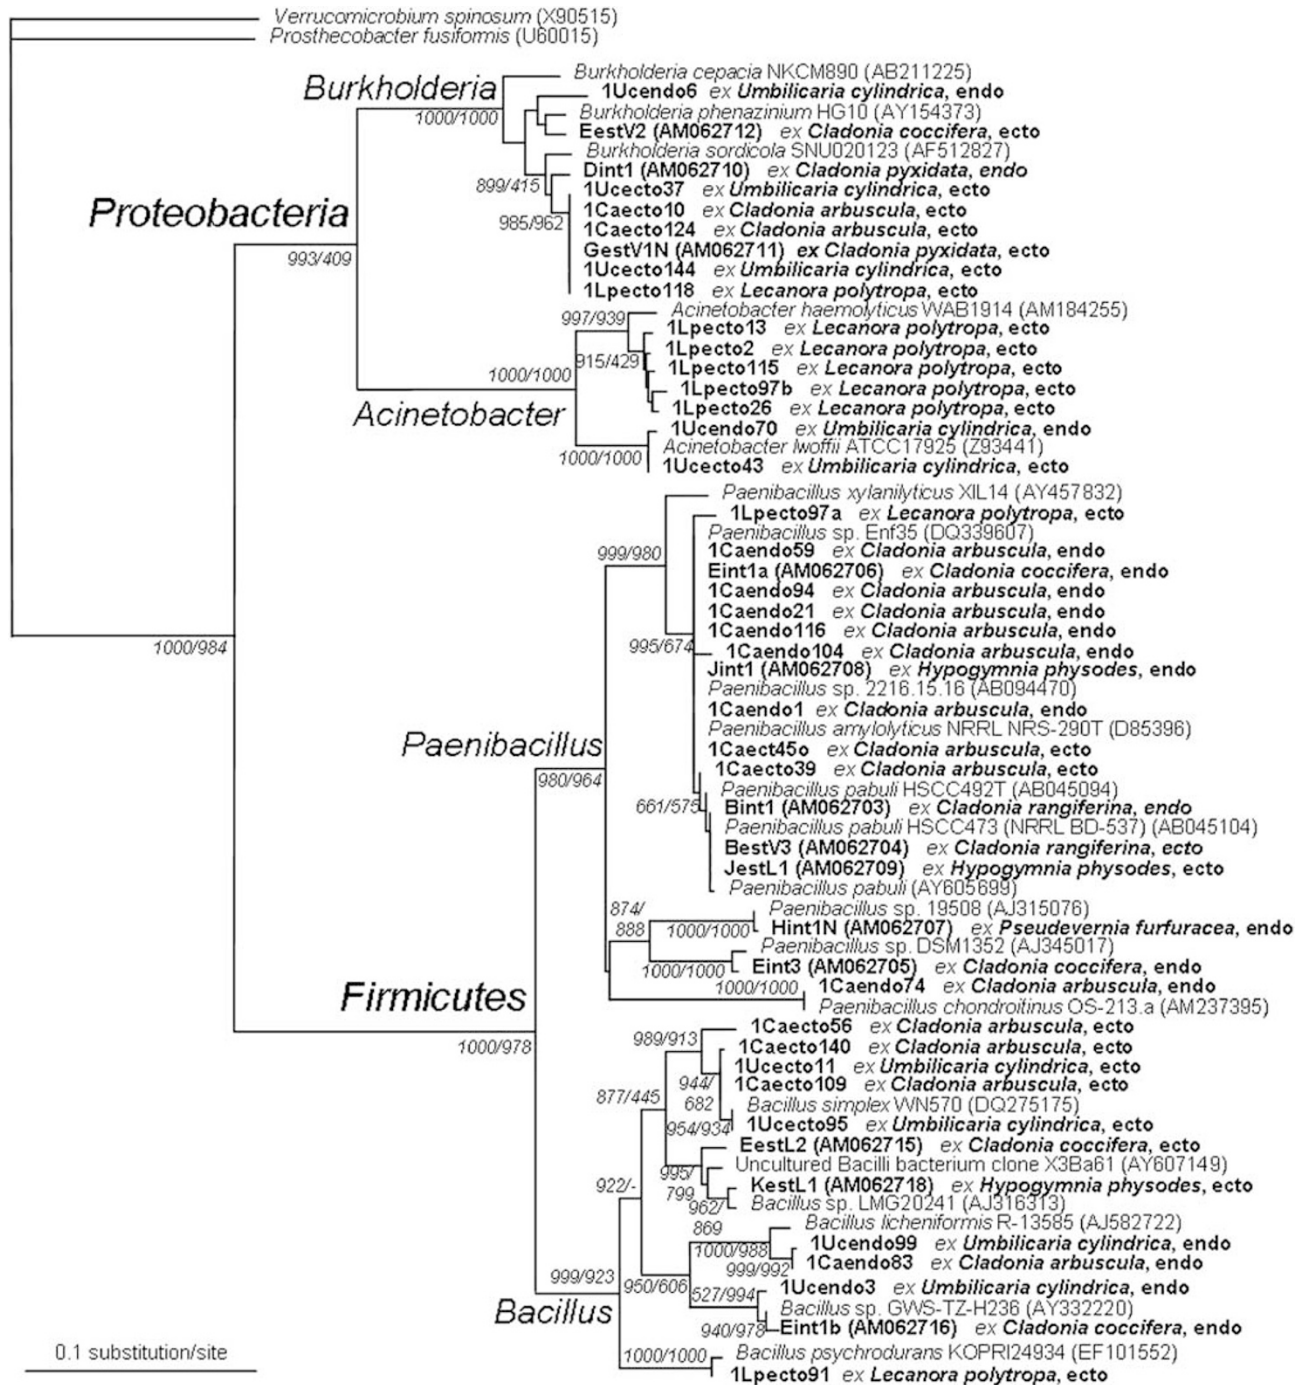 Verrucomicrobium spinosum (X90515)
Prosthecobacter fusiformis (U60015)
Burkholderia cepacia NKCM890 (AB211225)
Burkholderia
1Ucendo6 ex Umbilicaria cylindrica, endo
1000/1000
Burkholderia phenazinium HG10 (AY154373)
EestV2 (AM062712) ex Cladonia coccifera, ecto
Burkholderia sordicola SNU020123 (AF512827)
Dint1 (AM062710) ex Cladonia pyxidata, endo
899/415
1Ucecto37 ex Umbilicaria cylindrica, ecto
Proteobacteria
1Caecto10 ex Cladonia arbuscula, ecto
985/962
1Caecto124 ex Cladonia arbuscula, ecto
GestV1N (AM062711) ex Cladonia pyxidata, ecto
993/409
1Ucecto144 ex Umbilicaria cylindrica, ecto
1Lpecto118 ex Lecanora polytropa, ecto
Acinetobacter haemolyticus WAB1914 (AM184255)
997/939
1Lpecto13 ex Lecanora polytropa, ecto
1Lpecto2 ex Lecanora polytropa, ecto
915/429
1Lpecto115 ex Lecanora polytropa, ecto
1000/1000
1Lpecto97b ex Lecanora polytropa, ecto
1Lpecto26 ex Lecanora polytropa, ecto
Acinetobacter
1Ucendo70 ex Umbilicaria cylindrica, endo
Acinetobacter lwoffii ATCC17925 (Z93441)
1000/1000
1Ucecto43 ex Umbilicaria cylindrica, ecto
Paenibacillus xylanilyticus XIL14 (AY457832)
1Lpecto97a ex Lecanora polytropa, ecto
Paenibacillus sp. Enf35 (DQ339607)
999/980
1Caendo59 ex Cladonia arbuscula, endo
Eint1a (AM062706) ex Cladonia coccifera, endo
1Caendo94 ex Cladonia arbuscula, endo
1Caendo21 ex Cladonia arbuscula, endo
1Caendo116 ex Cladonia arbuscula, endo
1000/984
995/674
1Caendo104 ex Cladonia arbuscula, endo
Jint1 (AM062708) ex Hypogymnia physodes, endo
Paenibacillus sp. 2216.15.16 (AB094470)
1Caendo1 ex Cladonia arbuscula, endo
Paenibacillus amylolyticus NRRL NRS-290T (D85396)
Paenibacillus
1Caect45o ex Cladonia arbuscula, ecto
1Caecto39 ex Cladonia arbuscula, ecto
980/964
Paenibacillus pabuli HSCC492T (AB045094)
661/575
Bint1 (AM062703) ex Cladonia rangiferina, endo
Paenibacillus pabuli HSCC473 (NRRL BD-537) (AB045104)
BestV3 (AM062704) ex Cladonia rangiferina, ecto
JestL1 (AM062709) ex Hypogymnia physodes, ecto
Paenibacillus pabuli (AY605699)
874/
888
Paenibacillus sp. 19508 (AJ315076)
1000/1000
Hint1N (AM062707) ex Pseudevernia furfuracea, endo
Paenibacillus sp. DSM1352 (AJ345017)
1000/1000
Eint3 (AM062705) ex Cladonia coccifera, endo
1000/1000
1Caendo74 ex Cladonia arbuscula, endo
Firmicutes
Paenibacillus chondroitinus OS-213.a (AM237395)
1Caecto56 ex Cladonia arbuscula, ecto
989/913
1000/978
1Caecto140 ex Cladonia arbuscula, ecto
1Ucecto11 ex Umbilicaria cylindrica, ecto
944/
682
1Caecto109 ex Cladonia arbuscula, ecto
877/445
Bacillus simplex WN570 (DQ275175)
954/934
1Ucecto95 ex Umbilicaria cylindrica, ecto
EestL2 (AM062715) ex Cladonia coccifera, ecto
Uncultured Bacilli bacterium clone X3Ba61 (AY607149)
995/
799
922/-
KestL1 (AM062718) ex Hypogymnia physodes, ecto
Bacillus sp. LMG20241 (AJ316313)
962/
869
Bacillus licheniformis R-13585 (AJ582722)
1000/988
1Ucendo99 ex Umbilicaria cylindrica, endo
999/992
1Caendo83 ex Cladonia arbuscula, endo
999/923
950/606
527/994
1Ucendo3 ex Umbilicaria cylindrica, endo
Bacillus
Bacillus sp. GWS-TZ-H236 (AY332220)
940/978
Eint1b (AM062716) ex Cladonia coccifera, endo
0.1 substitution/site
1000/1000
Bacillus psychrodurans KOPRI24934 (EF101552)
1Lpecto91 ex Lecanora polytropa, ecto